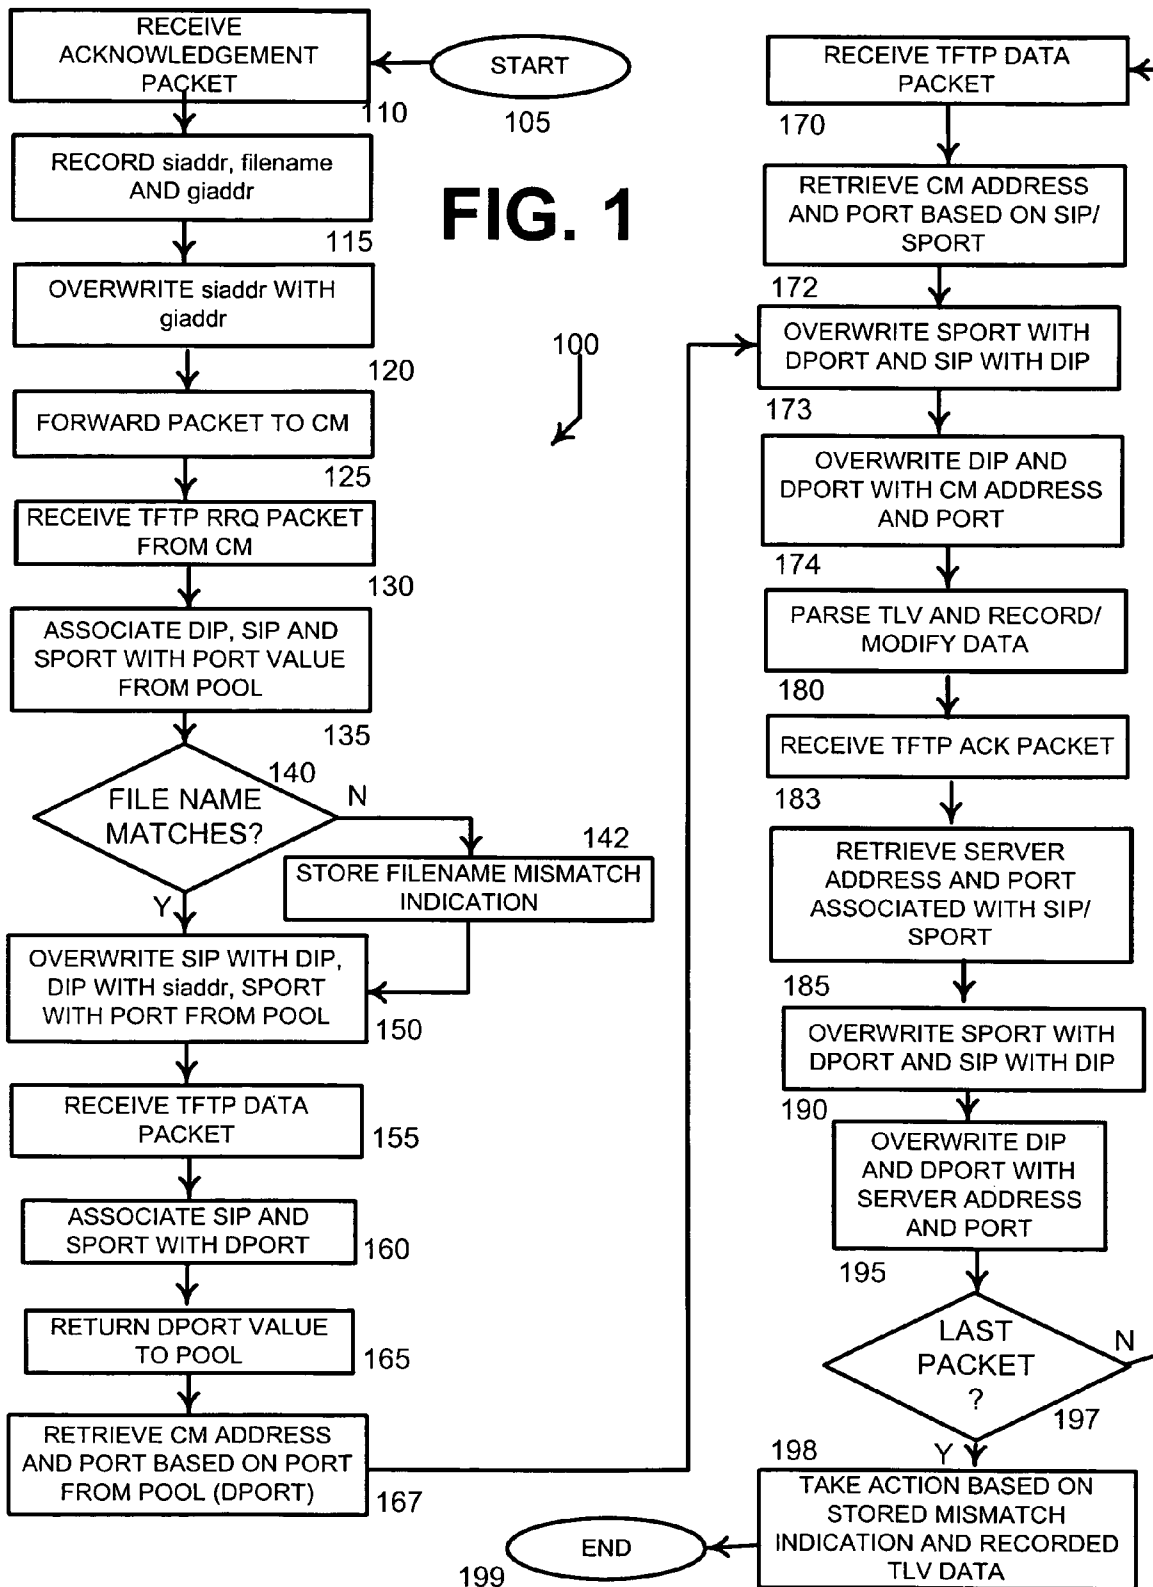 RECEIVE
ACKNOWLEDGEMENT
PACKET
110
START
105
RECORD siaddr, filename
AND giaddr
115
FIG. 1
OVERWRITE siaddr WITH
giaddr
120
100
FORWARD PACKET TO CM
125
RECEIVE TFTP RRQ PACKET
FROM CM
130
ASSOCIATE DIP, SIP AND
SPORT WITH PORT VALUE
FROM POOL
135
140
FILE NAME
MATCHES?
N
Y
142
STORE FILENAME MISMATCH
INDICATION
OVERWRITE SIP WITH DIP,
DIP WITH siaddr, SPORT
WITH PORT FROM POOL
150
RECEIVE TFTP DATA
PACKET
155
ASSOCIATE SIP AND
SPORT WITH DPORT
160
RETURN DPORT VALUE
TO POOL
165
RETRIEVE CM ADDRESS
AND PORT BASED ON PORT
FROM POOL (DPORT)
167
RECEIVE TFTP DATA
PACKET
170
RETRIEVE CM ADDRESS
AND PORT BASED ON SIP/
SPORT
172
OVERWRITE SPORT WITH
DPORT AND SIP WITH DIP
173
OVERWRITE DIP AND
DPORT WITH CM ADDRESS
AND PORT
174
PARSE TLV AND RECORD/
MODIFY DATA
180
RECEIVE TFTP ACK PACKET
183
RETRIEVE SERVER
ADDRESS AND PORT
ASSOCIATED WITH SIP/
SPORT
185
OVERWRITE SPORT WITH
DPORT AND SIP WITH DIP
190
OVERWRITE DIP
AND DPORT WITH
SERVER ADDRESS
AND PORT
195
LAST
PACKET
?
N
197
Y
198
TAKE ACTION BASED ON
STORED MISMATCH
INDICATION AND RECORDED
TLV DATA
END
199